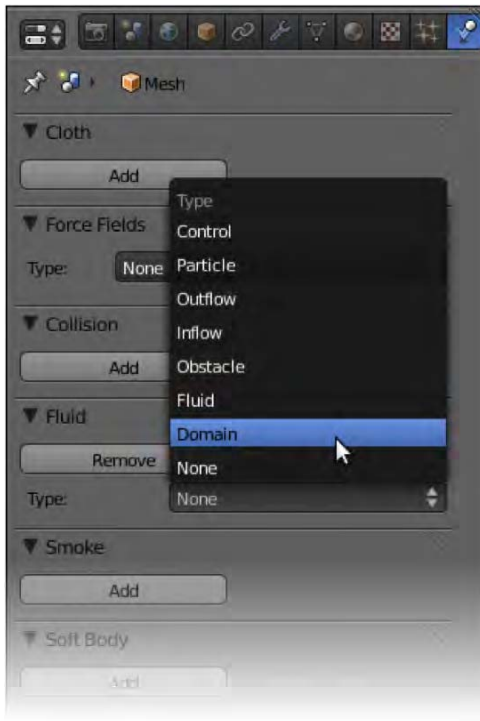 Mesh
Cloth
Add
Force Fields
Type: None
Collision
Add
Fluid
Remove
Type: None
Type
Control
Particle
Outflow
Inflow
Obstacle
Fluid
Domain
None
Smoke
Add
Soft Body
Add